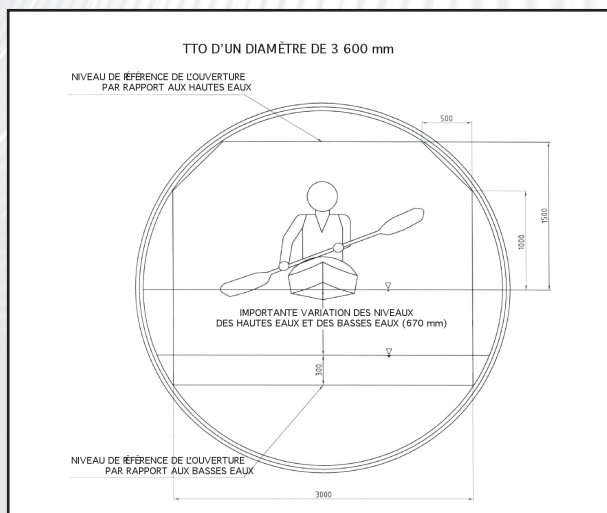 TTO D'UN DIAMÈTRE DE 3 600 mm
NIVEAU DE RÉFÉRENCE DE L'OUVERTURE
PAR RAPPORT AUX HAUTES EAUX
500
1000
1500
IMPORTANTE VARIATION DES NIVEAUX
DES HAUTES EAUX ET DES BASSES EAUX (670 mm)
300
NIVEAU DE RÉFÉRENCE DE L'OUVERTURE
PAR RAPPORT AUX BASSES EAUX
3000